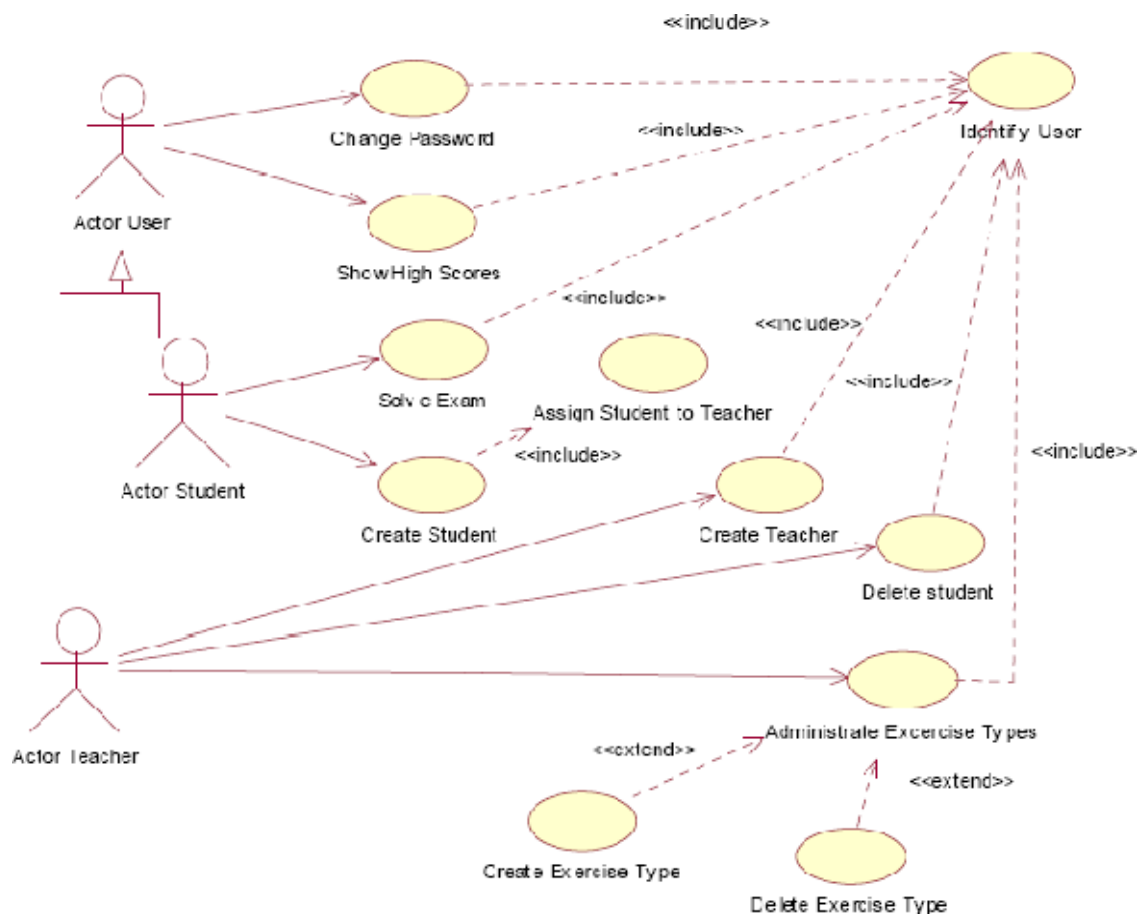 <<include>>
Change Password
<<include>>
Identify User
Actor User
ShowHigh Scores
<<include>>
<<include>>
Solve Exam
Assign Student to Teacher
<<include>>
<<include>>
<<include>>
Actor Student
Create Student
Create Teacher
Delete student
Actor Teacher
Administrate Excercise Types
<<extend>>
<<extend>>
Create Exercise Type
Delete Exercise Type